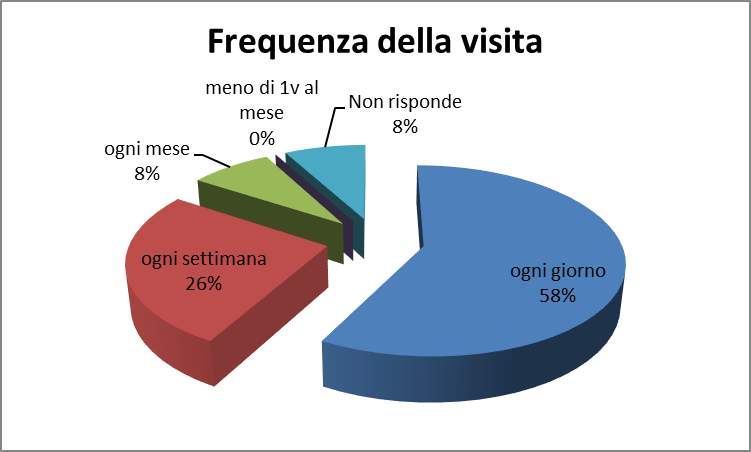 Frequenza della visita
meno di 1v al
mese
0%
Non risponde
8%
ogni mese
8%
ogni settimana
26%
ogni giorno
58%